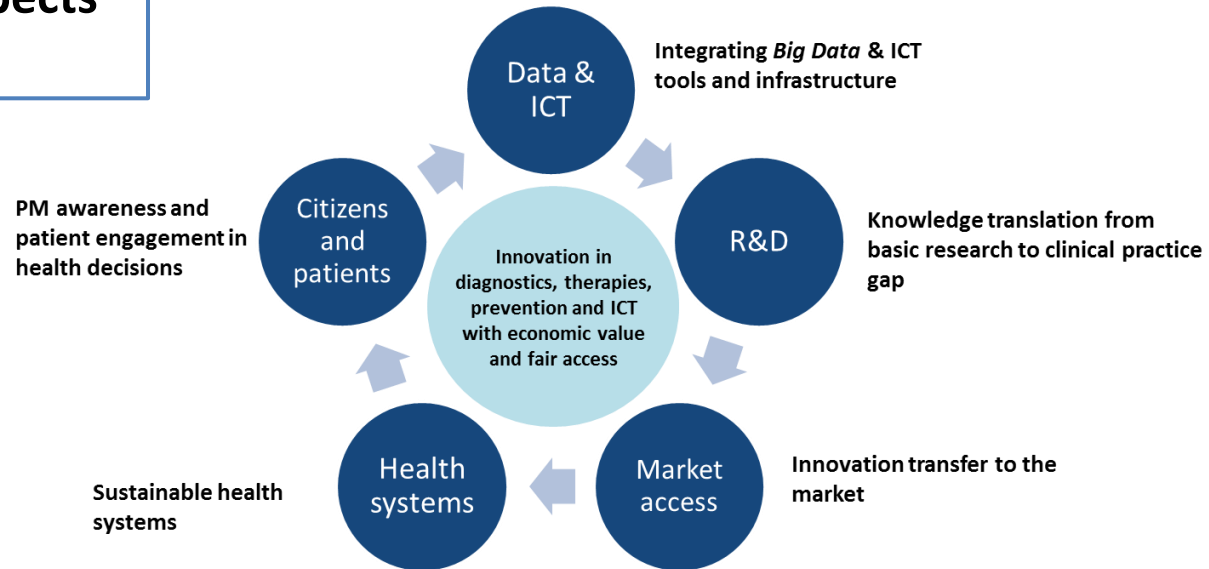 Data &
ICT
Integrating Big Data & ICT
tools and infrastructure
R&D
Knowledge translation from
basic research to clinical practice
gap
Market
access
Innovation transfer to the
market
Health
systems
Sustainable health
systems
Citizens
and
patients
PM awareness and
patient engagement in
health decisions
Innovation in
diagnostics, therapies,
prevention and ICT
with economic value
and fair access